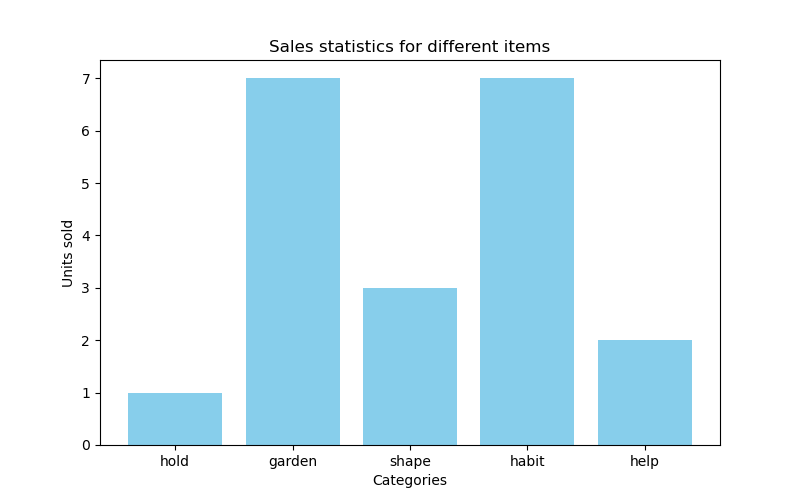 Sales statistics for different items
Units sold
7
6
5
4
3
2
1
0
hold garden shape habit help
Categories